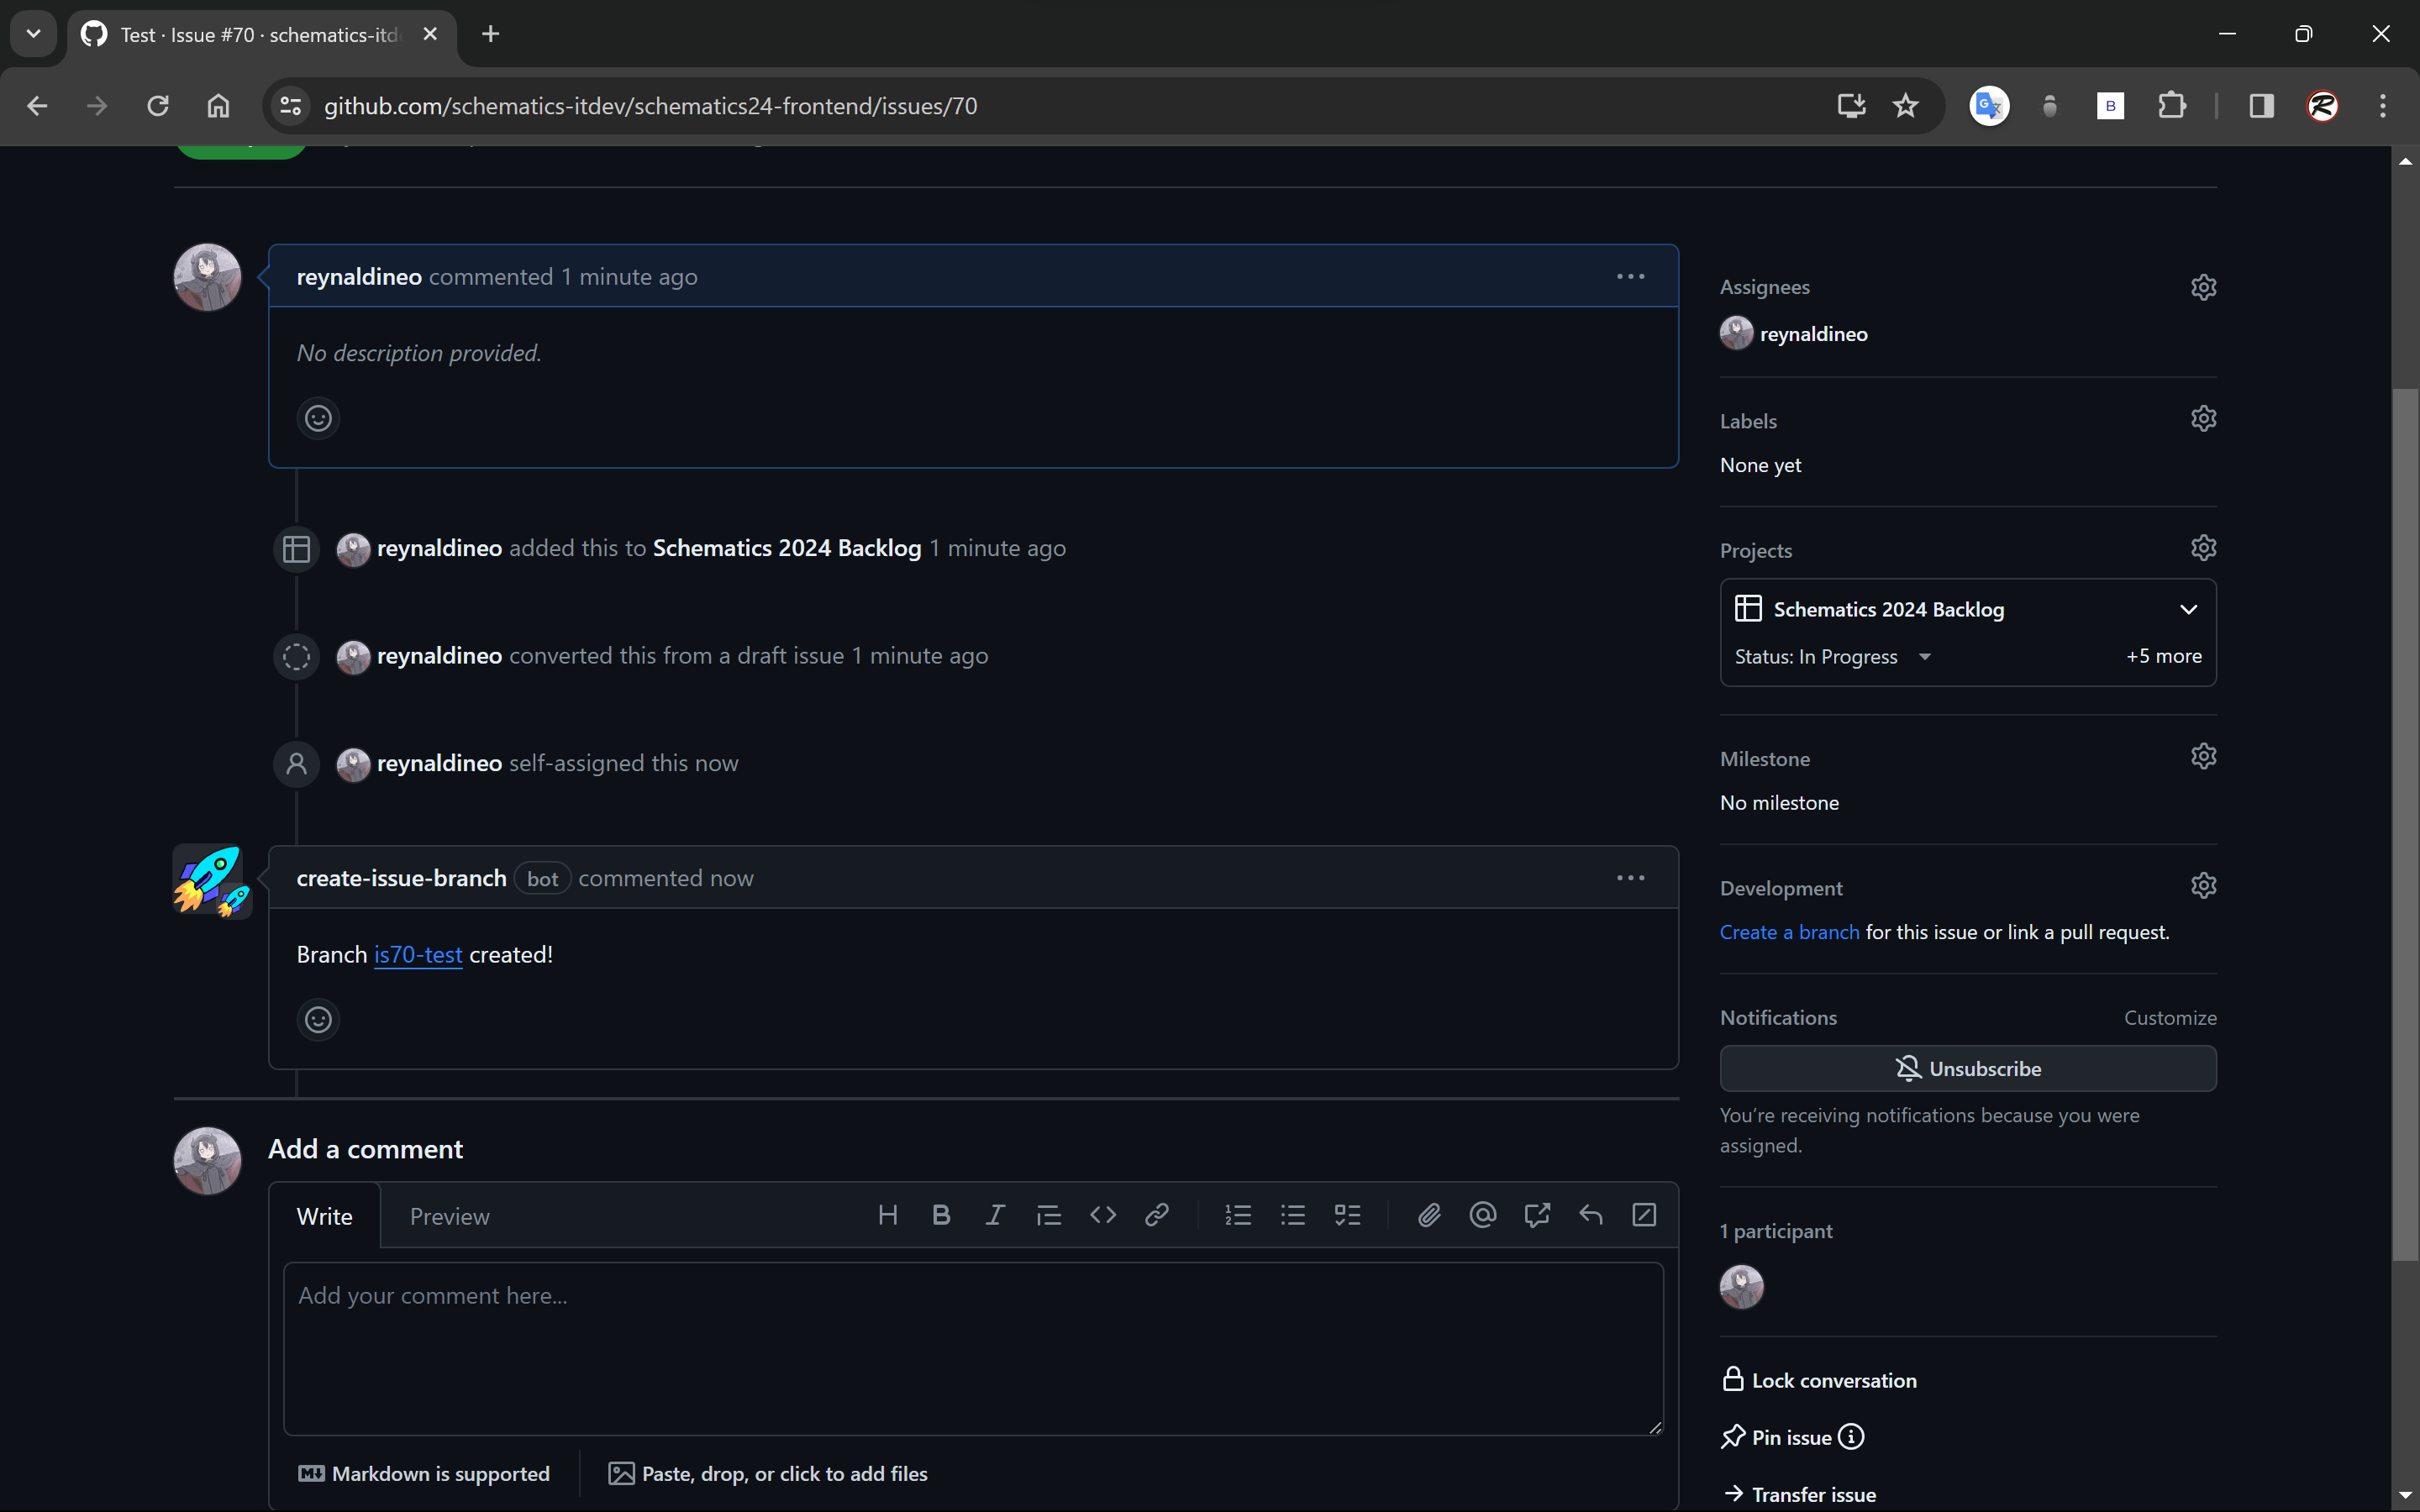 Test · Issue #70 · schematics-itd
github.com/schematics-itdev/schematics24-frontend/issues/70
B
reynaldineo commented 1 minute ago
No description provided.
reynaldineo added this to Schematics 2024 Backlog 1 minute ago
reynaldineo converted this from a draft issue 1 minute ago
reynaldineo self-assigned this now
create-issue-branch bot commented now
Branch is70-test created!
Add a comment
Write Preview
Add your comment here...
Markdown is supported Paste, drop, or click to add files
Assignees
reynaldineo
Labels
None yet
Projects
Schematics 2024 Backlog
Status: In Progress +5 more
Milestone
No milestone
Development
Create a branch for this issue or link a pull request.
Notifications Customize
Unsubscribe
You're receiving notifications because you were
assigned.
1 participant
Lock conversation
Pin issue
Transfer issue